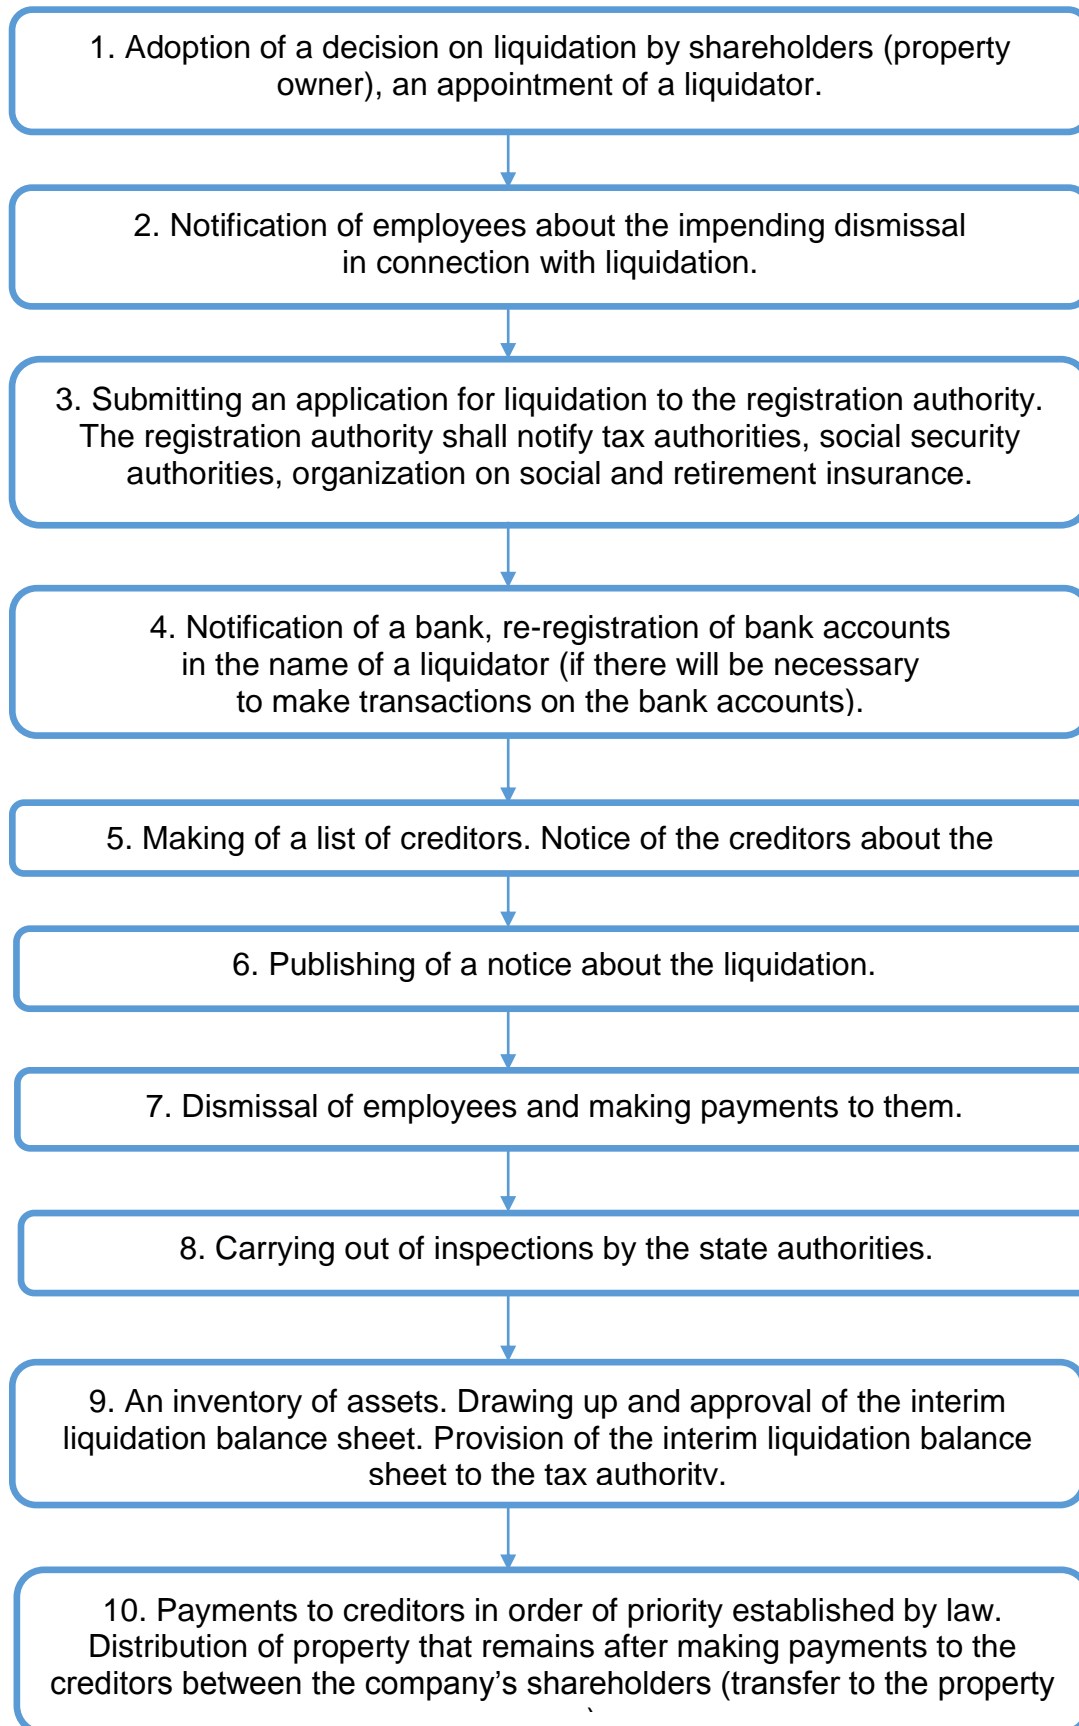 1. Adoption of a decision on liquidation by shareholders (property
owner), an appointment of a liquidator.
2. Notification of employees about the impending dismissal
in connection with liquidation.
3. Submitting an application for liquidation to the registration authority.
The registration authority shall notify tax authorities, social security
authorities, organization on social and retirement insurance.
4. Notification of a bank, re-registration of bank accounts
in the name of a liquidator (if there will be necessary
to make transactions on the bank accounts).
5. Making of a list of creditors. Notice of the creditors about the
6. Publishing of a notice about the liquidation.
7. Dismissal of employees and making payments to them.
8. Carrying out of inspections by the state authorities.
9. An inventory of assets. Drawing up and approval of the interim
liquidation balance sheet. Provision of the interim liquidation balance
sheet to the tax authority.
10. Payments to creditors in order of priority established by law.
Distribution of property that remains after making payments to the
creditors between the company’s shareholders (transfer to the property